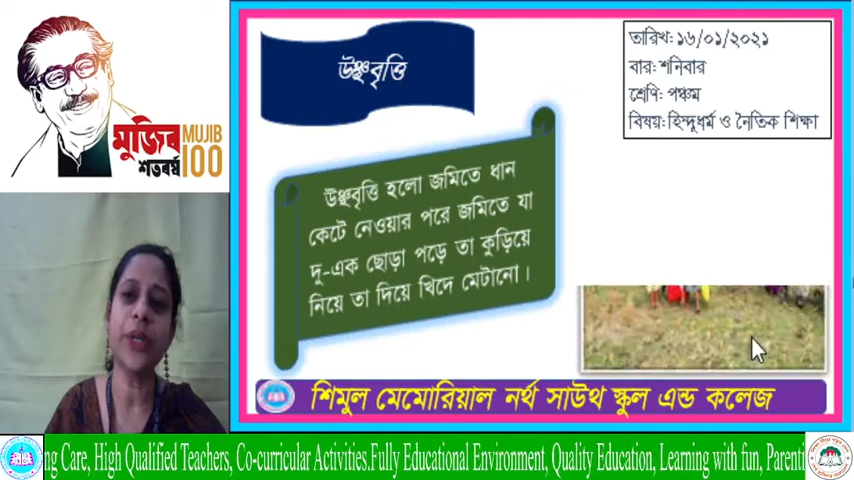 মুজিব
শতবর্ষ
MUJIB
100
উঞ্ছবৃত্তি
তারিখ: ১৬/০১/২০২১
বার: শনিবার
শ্রেণি: পঞ্চম
বিষয়: হিন্দুধর্ম ও নৈতিক শিক্ষা
উঞ্ছবৃত্তি হলো জমিতে ধান
কেটে নেওয়ার পরে জমিতে যা
দু-এক ছোড়া পড়ে তা কুড়িয়ে
নিয়ে তা দিয়ে খিদে মেটানো।
শিমুল মেমোরিয়াল নর্থ সাউথ স্কুল এন্ড কলেজ
ng Care, High Qualified Teachers, Co-curricular Activities.Fully Educational Environment, Quality Education, Learning with fun, Parenti